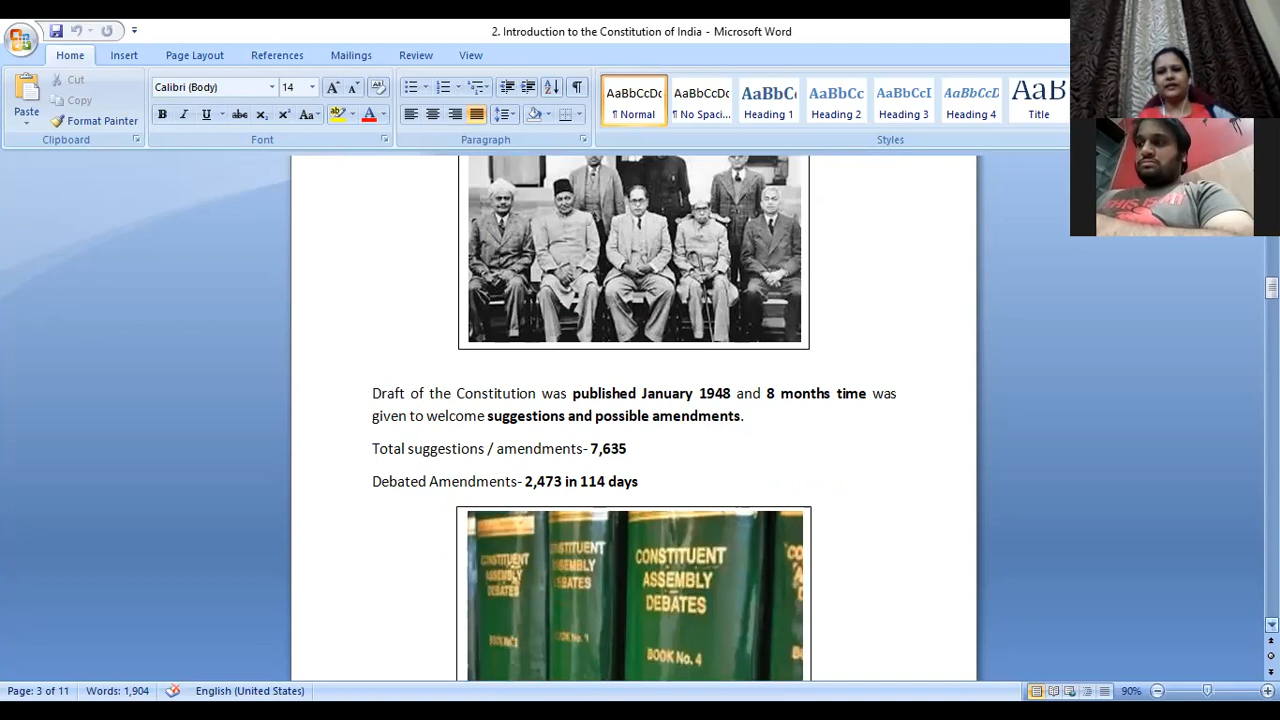 2. Introduction to the Constitution of India - Microsoft Word
Home Insert Page Layout References Mailings Review View
Paste
Cut
Copy
Format Painter
Clipboard
Calibri (Body) 14
Font
Paragraph
AaBbCcDc AaBbCcDc AaBbC AaBbCc AaBbCcI AaBbCcI AaB
¶ Normal ¶ No Spaci... Heading 1 Heading 2 Heading 3 Heading 4 Title
Styles
THIS IS
Draft of the Constitution was published January 1948 and 8 months time was
given to welcome suggestions and possible amendments.
Total suggestions / amendments- 7,635
Debated Amendments- 2,473 in 114 days
CONSTITUENT
ASSEMBLY
DEBATES
CONSTITUENT
ASSEMBLY
DEBATES
CONSTITUENT
ASSEMBLY
DEBATES
BOOK No. 4
Page: 3 of 11 Words: 1,904 English (United States) 90%